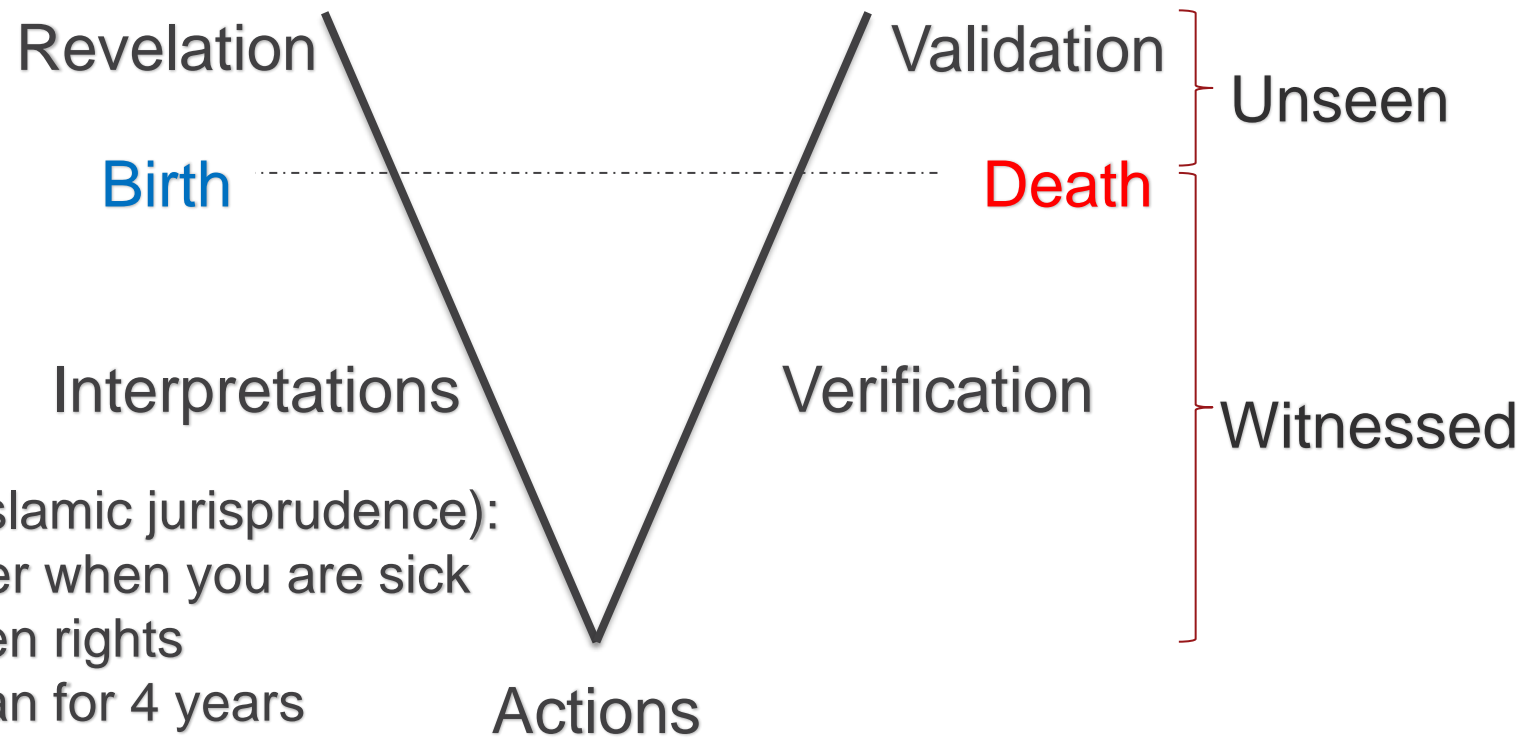 Revelation
Validation
Unseen
Birth
Death
Interpretations
Verification
Witnessed
slamic jurisprudence):
er when you are sick
en rights
an for 4 years
Actions